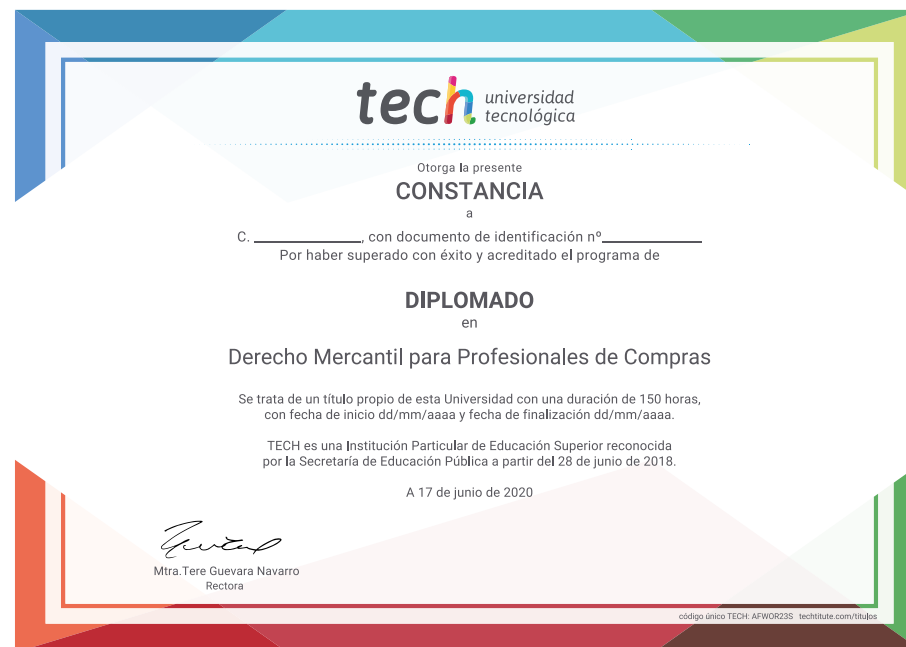 tech universidad
tecnológica
Otorga la presente
CONSTANCIA
a
C. ____________, con documento de identificación nº____________
Por haber superado con éxito y acreditado el programa de
DIPLOMADO
en
Derecho Mercantil para Profesionales de Compras
Se trata de un título propio de esta Universidad con una duración de 150 horas,
con fecha de inicio dd/mm/aaaa y fecha de finalización dd/mm/aaaa.
TECH es una Institución Particular de Educación Superior reconocida
por la Secretaría de Educación Pública a partir del 28 de junio de 2018.
A 17 de junio de 2020
Mtra.Tere Guevara Navarro
Rectora
código único TECH: AFWOR23S techtitute.com/titulos